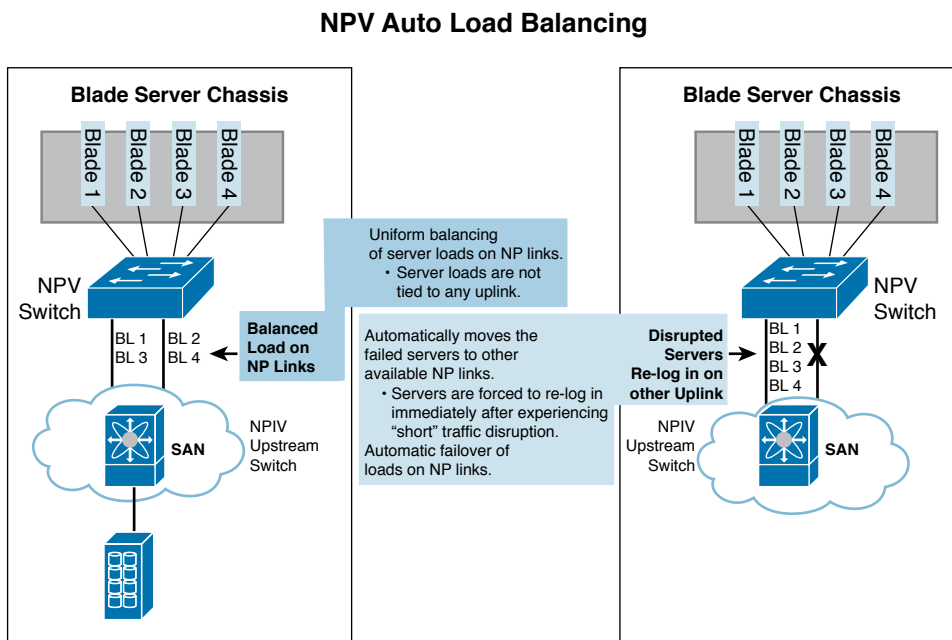 NPV Auto Load Balancing
Blade Server Chassis
Blade 1
Blade 2
Blade 3
Blade 4
NPV
Switch
BL 1
BL 3
BL 2
BL 4
Balanced
Load on
NP Links
SAN
NPIV
Upstream
Switch
Uniform balancing
of server loads on NP links.
• Server loads are not
tied to any uplink.
Automatically moves the
failed servers to other
available NP links.
• Servers are forced to re-log in
immediately after experiencing
“short” traffic disruption.
Automatic failover of
loads on NP links.
Disrupted
Servers
Re-log in on
other Uplink
Blade Server Chassis
Blade 1
Blade 2
Blade 3
Blade 4
NPV
Switch
BL 1
BL 2
BL 3
BL 4
X
NPIV
Upstream
Switch
SAN